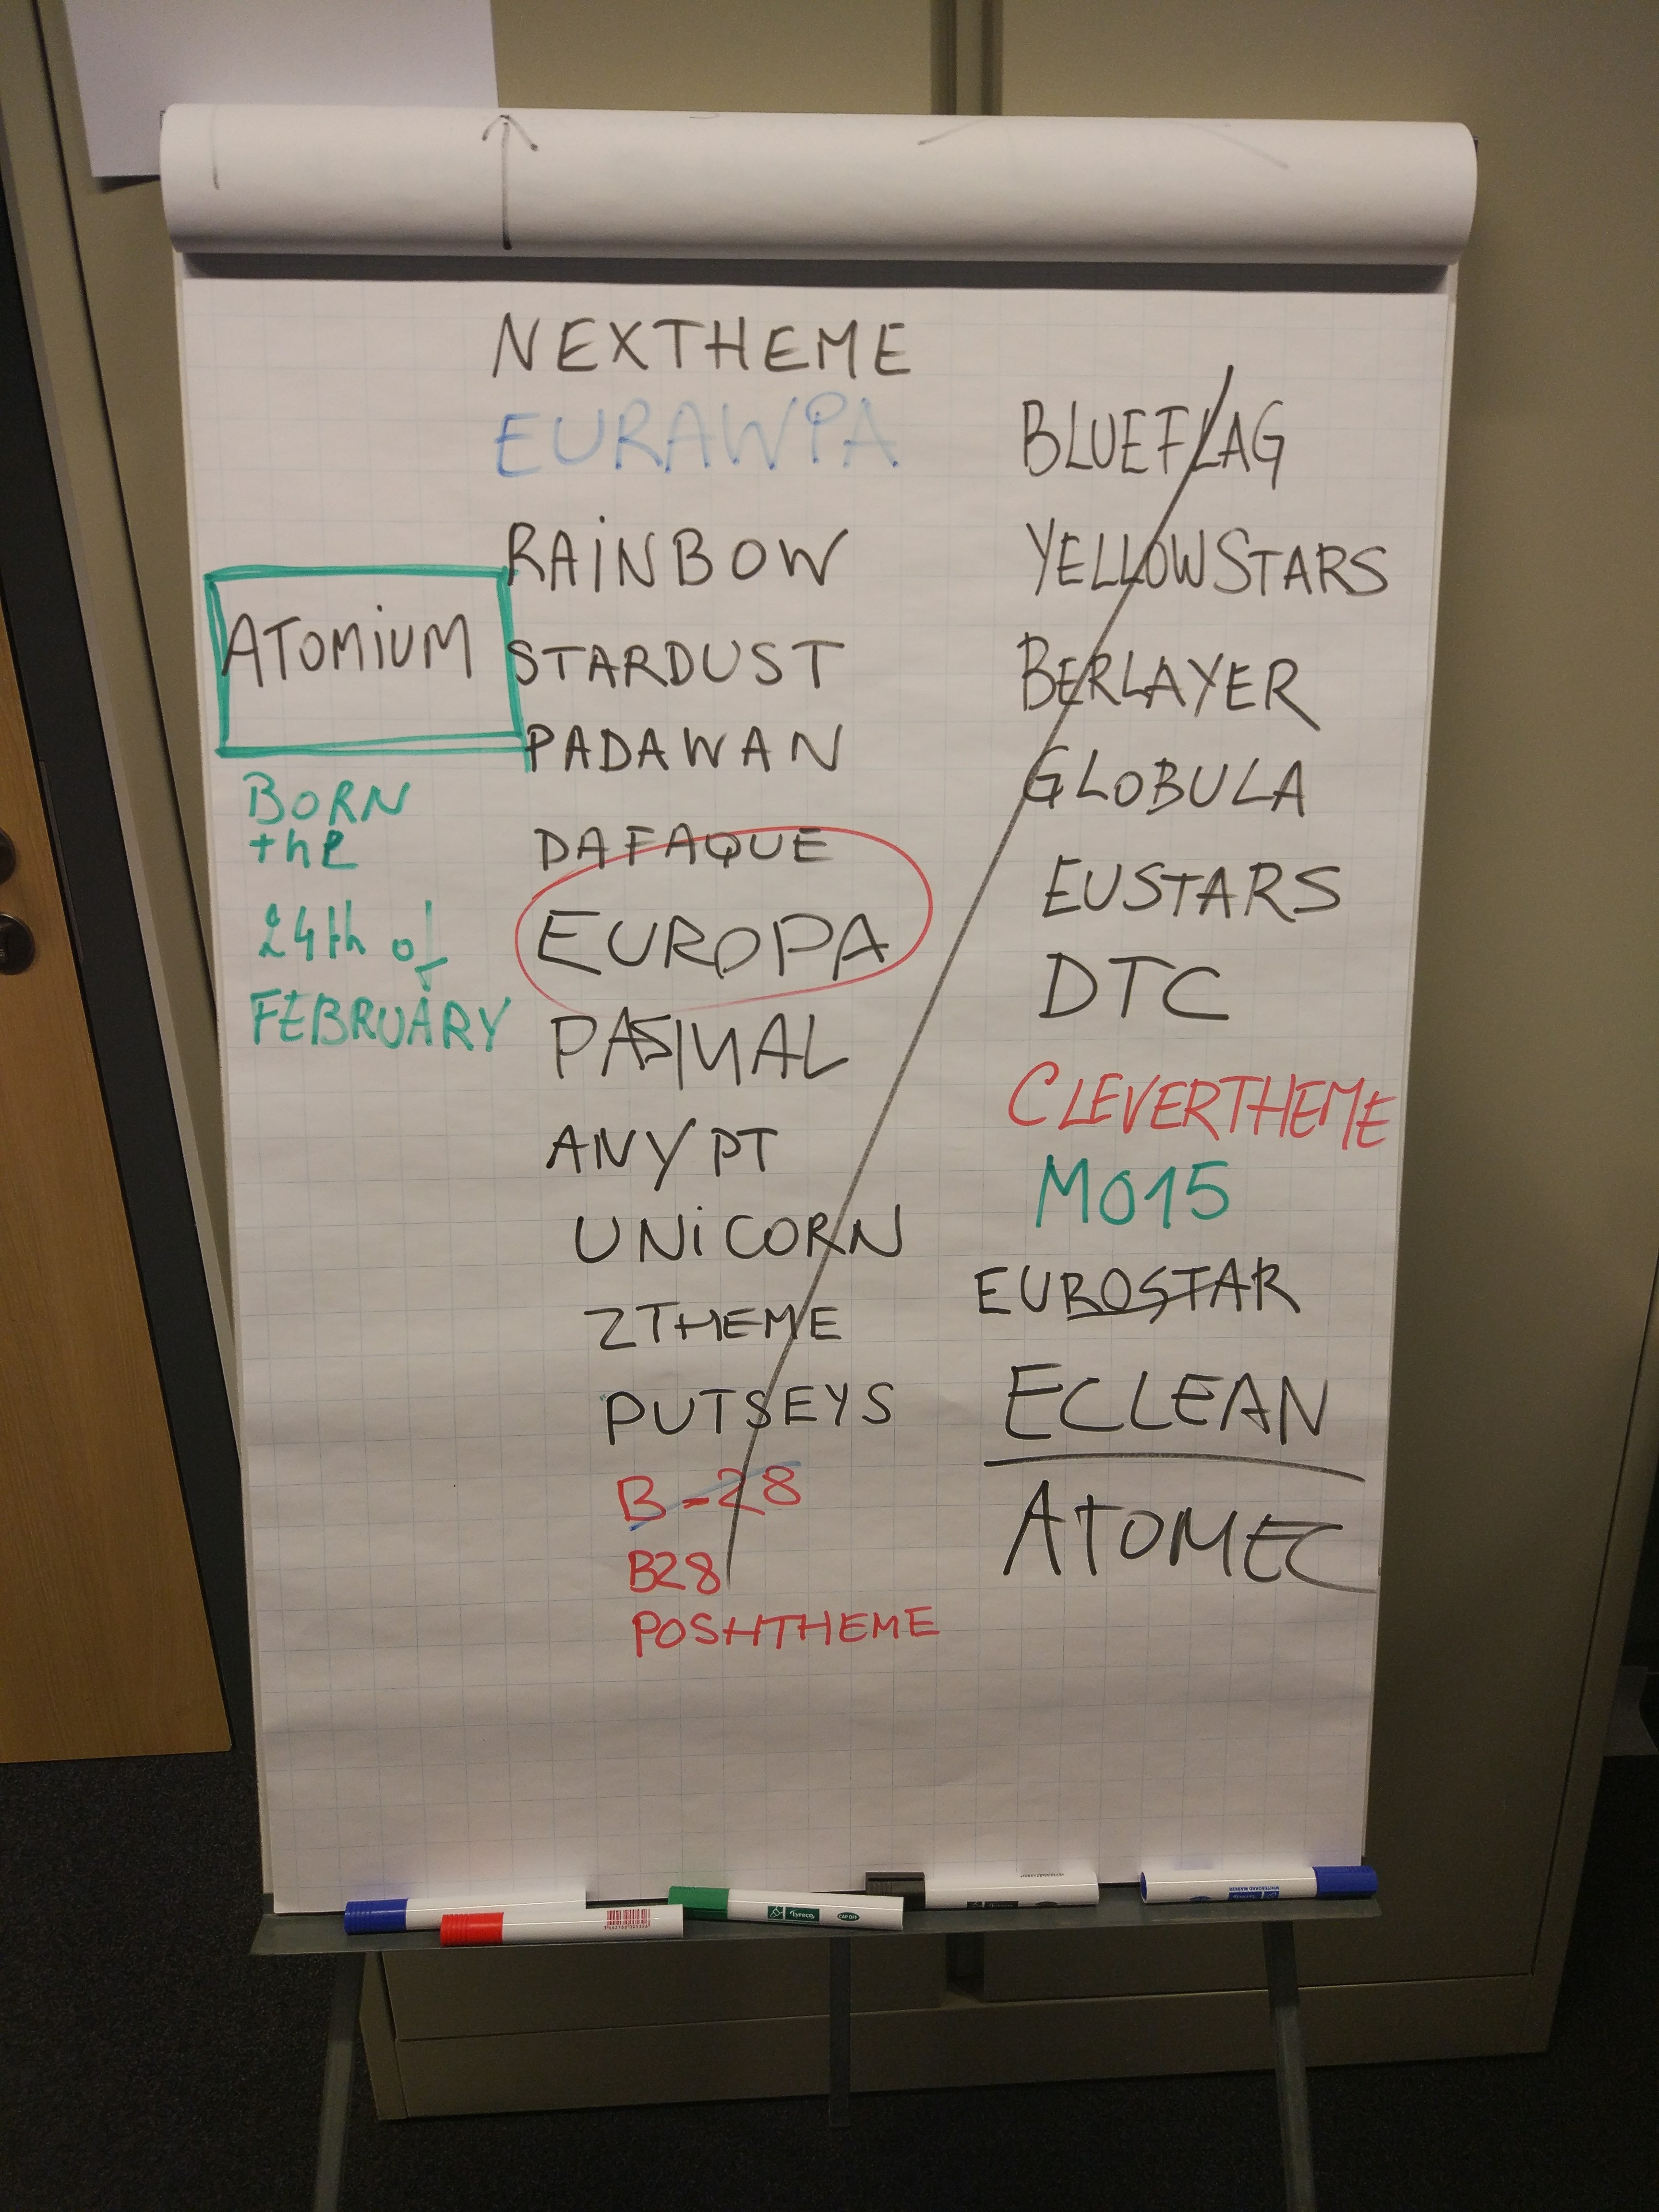 NEXTHEME
EURAWPA
RAiNBOW
STARDUST
PADAWAN
DAFAQUE
EUROPA
ANYPT
UNiCORN
ZTHEME
PUTSEYS
B-28
B28
POSHTHEME
ATOMiUM
BORN
the
24th of
FEBRUARY
BLUEFLAG
YELLOWSTARS
BERLAYER
GLOBULA
EUSTARS
DTC
CLEVERTHEME
MO15
EUROSTAR
ECLEAN
ATOMEC
Lyreco